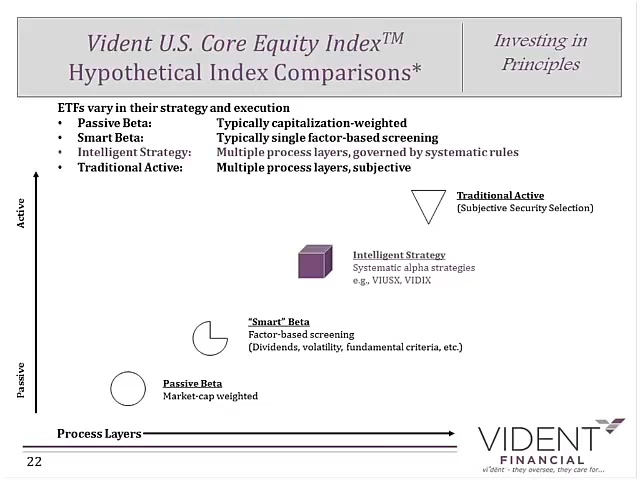 Vident U.S. Core Equity Index™
Hypothetical Index Comparisons*
Investing in
Principles
ETFs vary in their strategy and execution
• Passive Beta: Typically capitalization-weighted
• Smart Beta: Typically single factor-based screening
• Intelligent Strategy: Multiple process layers, governed by systematic rules
• Traditional Active: Multiple process layers, subjective
Active
Passive
Traditional Active
(Subjective Security Selection)
Intelligent Strategy
Systematic alpha strategies
e.g., VIUSX, VIDIX
“Smart” Beta
Factor-based screening
(Dividends, volatility, fundamental criteria, etc.)
Passive Beta
Market-cap weighted
Process Layers
22
VIDENT
FINANCIAL
vi'dént - they oversee, they care for...